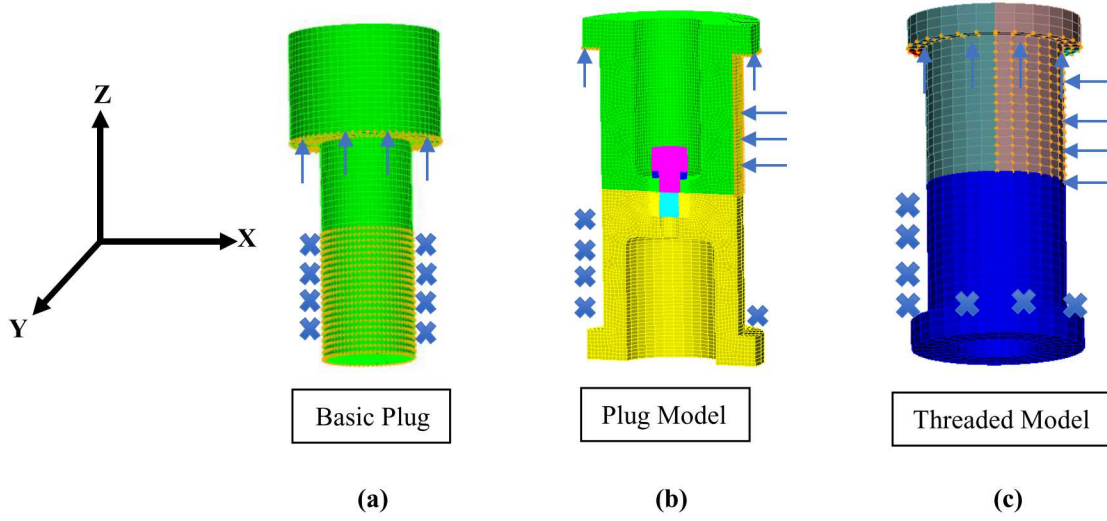 Z
X
Y
Basic Plug
Plug Model
Threaded Model
(a)
(b)
(c)